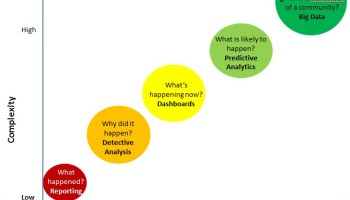 of a community?
Big Data
High
What is likely to
happen?
Predictive
Analytics
What's
happening now?
Dashboards
Complexity
Why did it
happen?
Detective
Analysis
What
happened?
Reporting
Low